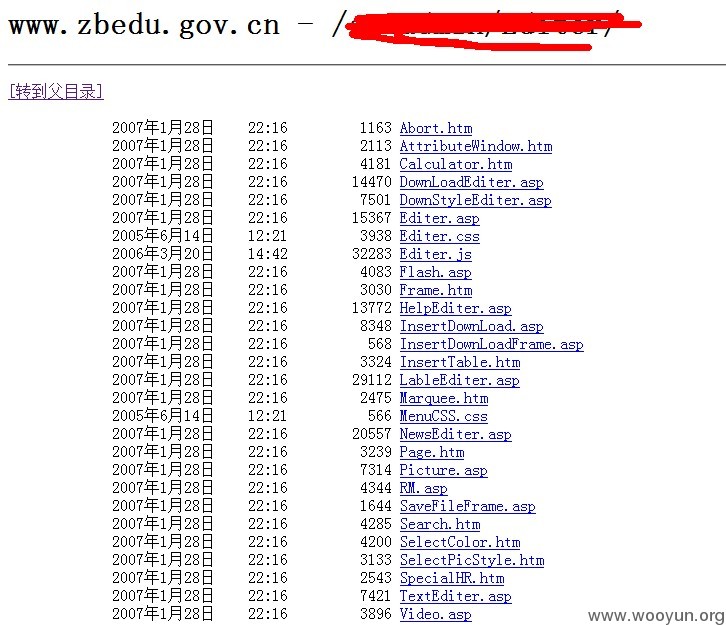 www.zbedu.gov.cn - /
[转到父目录]
2007年1月28日 22:16 1163 Abort.htm
2007年1月28日 22:16 2113 AttributeWindow.htm
2007年1月28日 22:16 4181 Calculator.htm
2007年1月28日 22:16 14470 DownLoadEditer.asp
2007年1月28日 22:16 7501 DownStyleEditer.asp
2007年1月28日 22:16 15367 Editer.asp
2005年6月14日 12:21 3938 Editer.css
2006年3月20日 14:42 32283 Editer.js
2007年1月28日 22:16 4083 Flash.asp
2007年1月28日 22:16 3030 Frame.htm
2007年1月28日 22:16 13772 HelpEditer.asp
2007年1月28日 22:16 8348 InsertDownLoad.asp
2007年1月28日 22:16 568 InsertDownLoadFrame.asp
2007年1月28日 22:16 3324 InsertTable.htm
2007年1月28日 22:16 29112 LableEditer.asp
2007年1月28日 22:16 2475 Marquee.htm
2005年6月14日 12:21 566 MenuCSS.css
2007年1月28日 22:16 20557 NewsEditer.asp
2007年1月28日 22:16 3239 Page.htm
2007年1月28日 22:16 7314 Picture.asp
2007年1月28日 22:16 4344 RM.asp
2007年1月28日 22:16 1644 SaveFileFrame.asp
2007年1月28日 22:16 4285 Search.htm
2007年1月28日 22:16 4200 SelectColor.htm
2007年1月28日 22:16 3133 SelectPicStyle.htm
2007年1月28日 22:16 2543 SpecialHR.htm
2007年1月28日 22:16 7421 TextEditer.asp
2007年1月28日 22:16 3896 Video.asp
www.wooyun.org